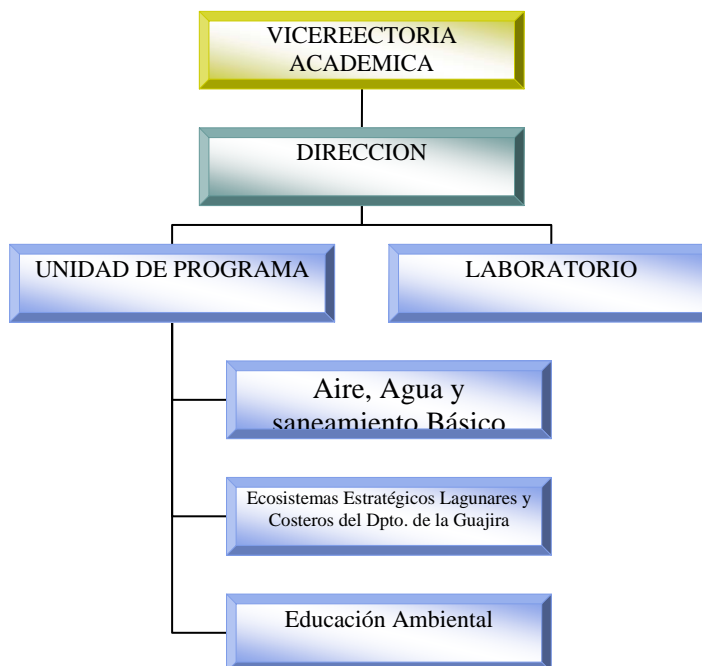 VICEREECTORIA
ACADEMICA
DIRECCION
UNIDAD DE PROGRAMA
LABORATORIO
Aire, Agua y
saneamiento Básico
Ecosistemas Estratégicos Lagunares y
Costeros del Dpto. de la Guajira
Educación Ambiental